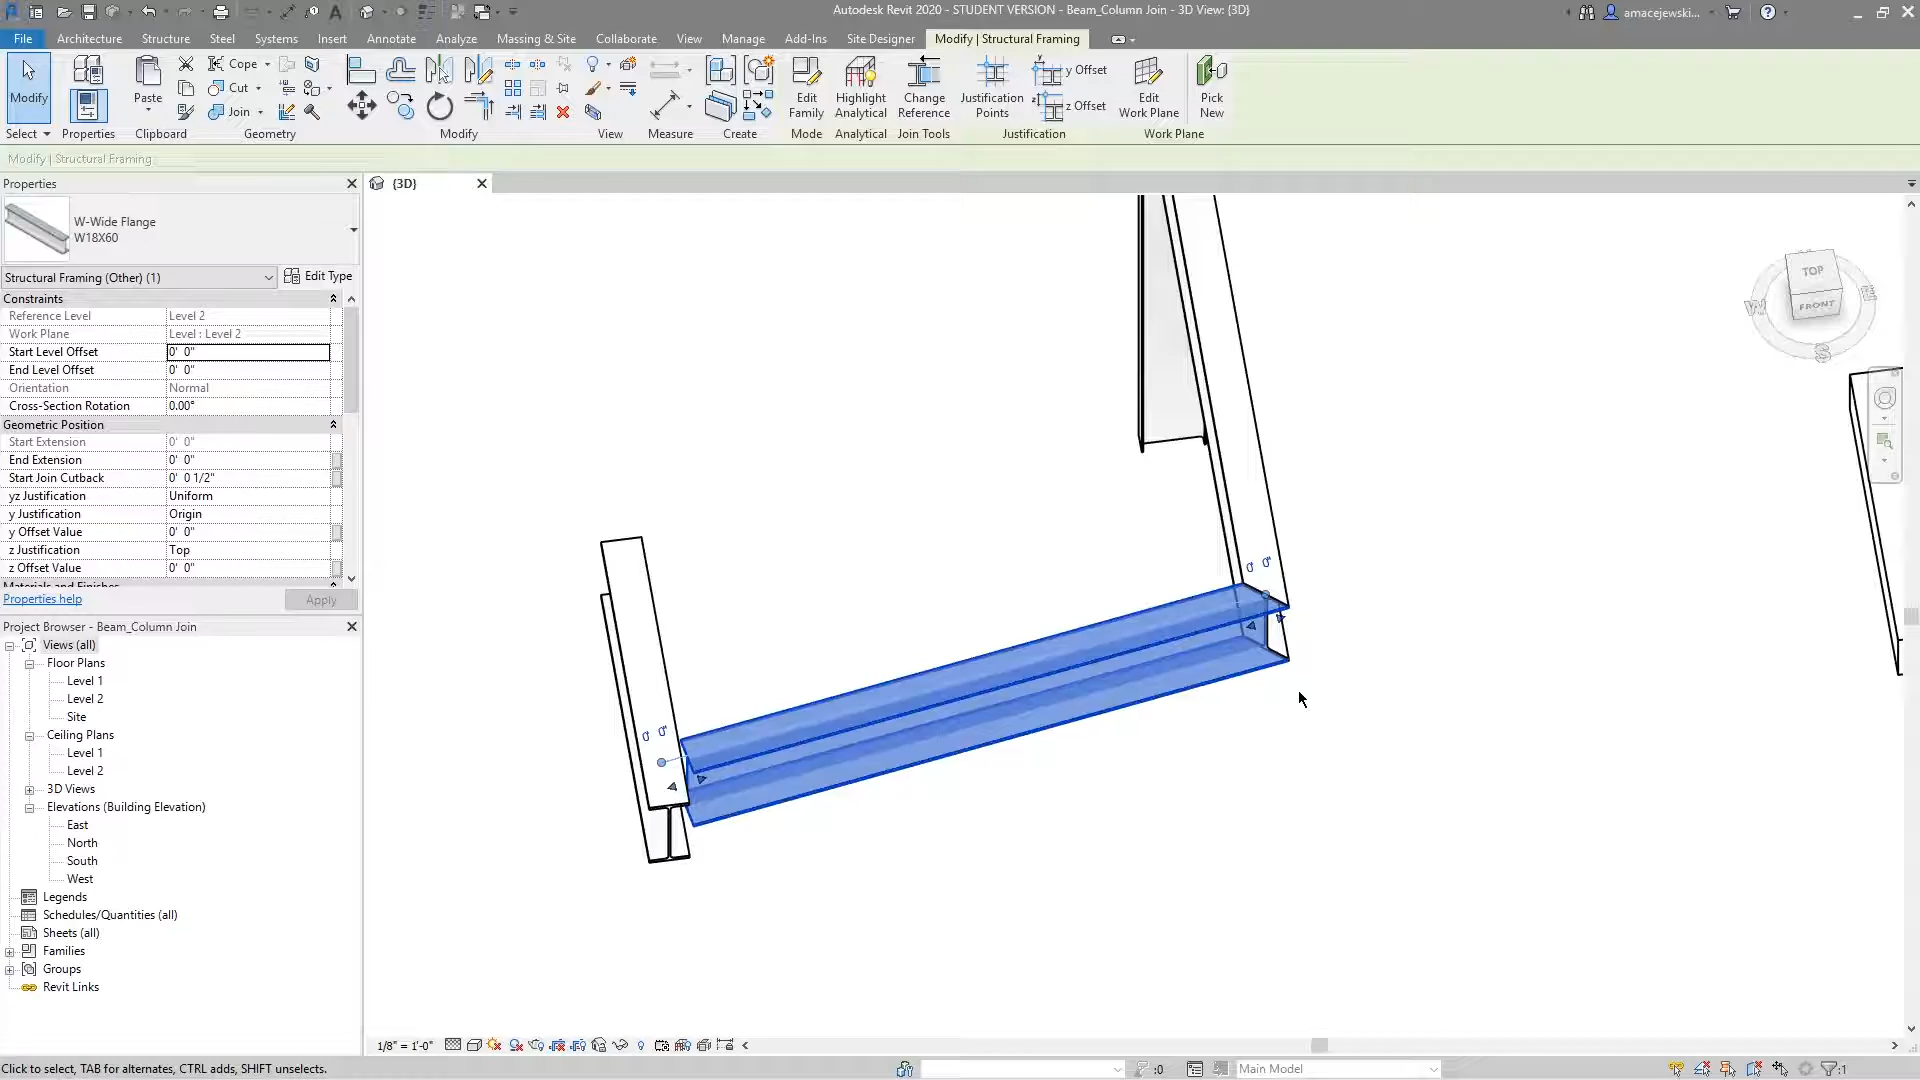 Autodesk Revit 2020 - STUDENT VERSION - Beam_Column Join - 3D View: {3D}
amacejewski...
File Architecture Structure Steel Systems Insert Annotate Analyze Massing & Site Collaborate View Manage Add-Ins Site Designer Modify | Structural Framing
Modify
Paste
Cope
Cut
Join
Edit Family
Highlight Analytical
Change Reference
Justification Points
y Offset
z Offset
Edit Work Plane
Pick New
Select Properties Clipboard Geometry Modify View Measure Create Mode Analytical Join Tools Justification Work Plane
Modify | Structural Framing
Properties
{3D}
W-Wide Flange
W18X60
Structural Framing (Other) (1) Edit Type
Constraints
Reference Level Level 2
Work Plane Level : Level 2
Start Level Offset 0' 0"
End Level Offset 0' 0"
Orientation Normal
Cross-Section Rotation 0.00°
Geometric Position
Start Extension 0' 0"
End Extension 0' 0"
Start Join Cutback 0' 0 1/2"
yz Justification Uniform
y Justification Origin
y Offset Value 0' 0"
z Justification Top
z Offset Value 0' 0"
Materials and Finishes
Properties help Apply
Project Browser - Beam_Column Join
Views (all)
Floor Plans
Level 1
Level 2
Site
Ceiling Plans
Level 1
Level 2
3D Views
Elevations (Building Elevation)
East
North
South
West
Legends
Schedules/Quantities (all)
Sheets (all)
Families
Groups
Revit Links
TOP
FRONT
W
E
S
0' 0"
0' 0"
1/8" = 1'-0"
Click to select, TAB for alternates, CTRL adds, SHIFT unselects.
:0
Main Model
:1